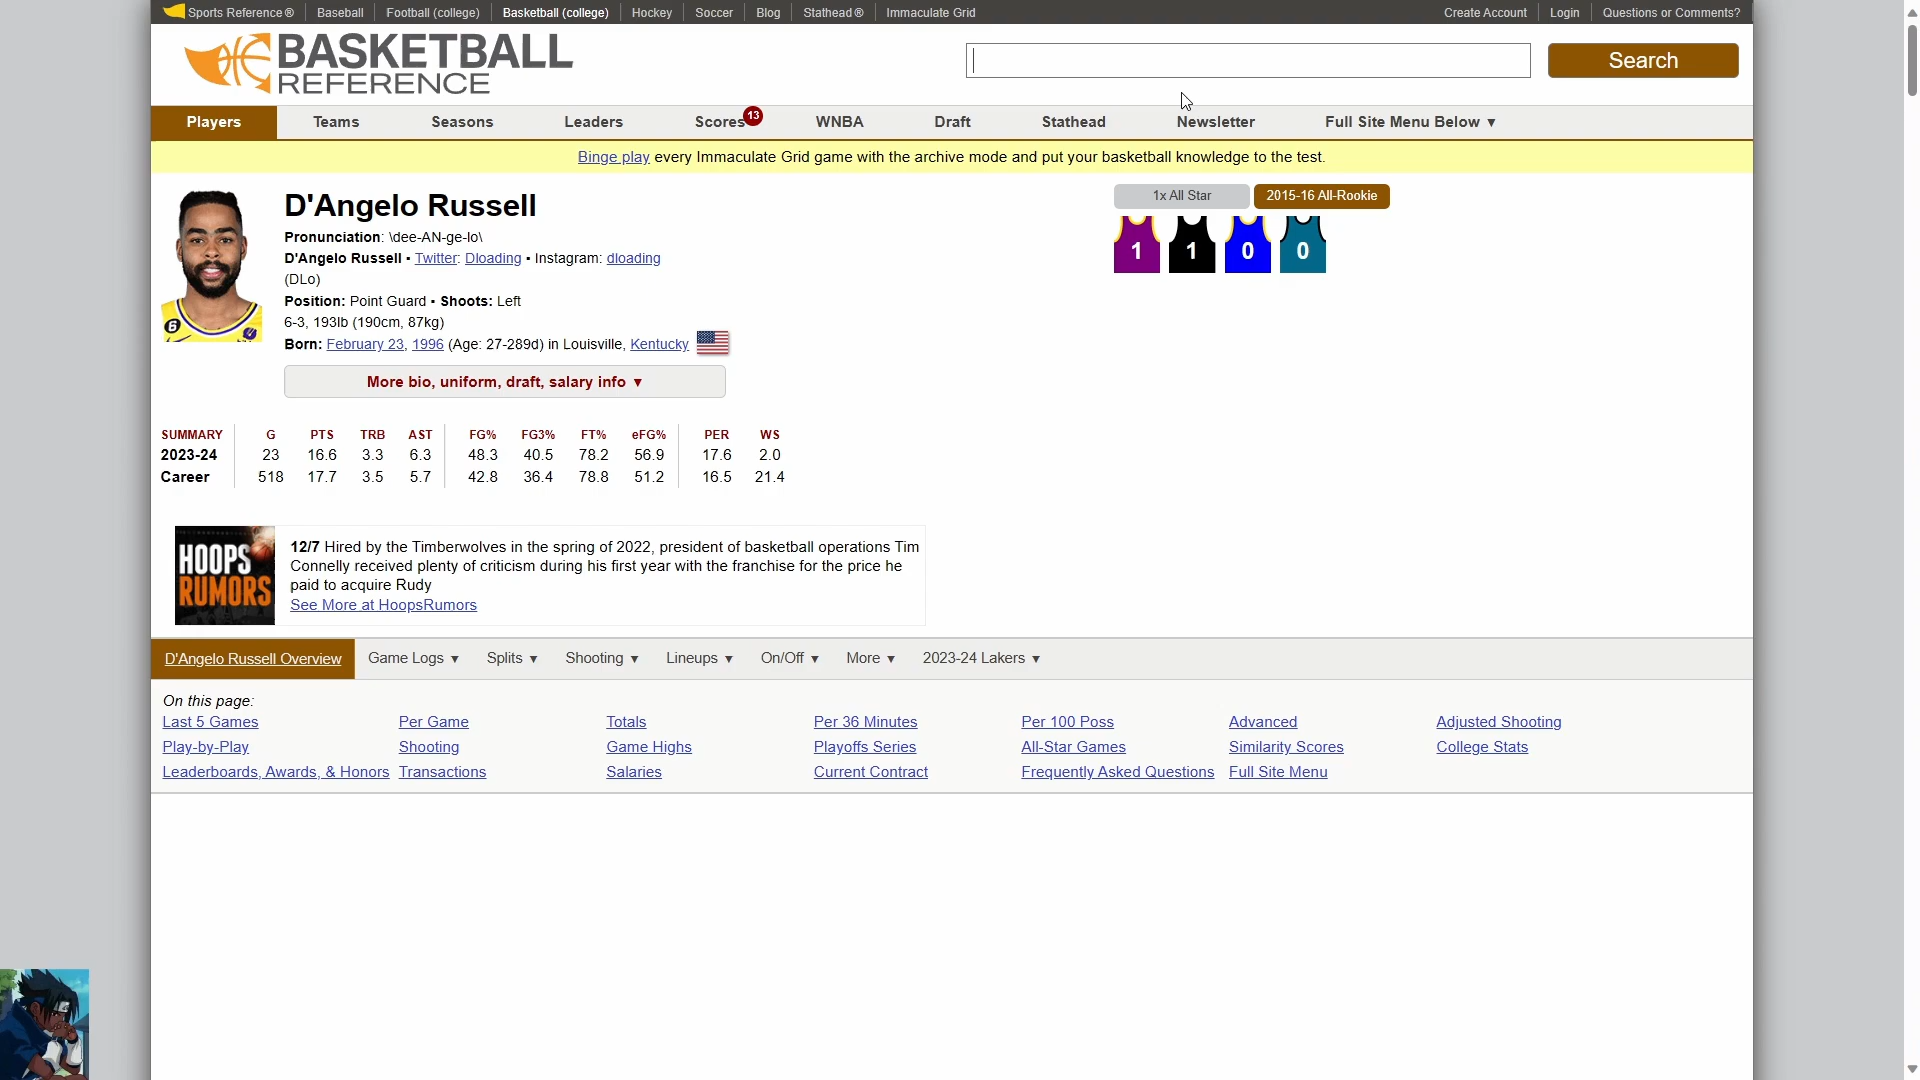 Sports Reference ® Baseball Football (college) Basketball (college) Hockey Soccer Blog Stathead ® Immaculate Grid Create Account Login Questions or Comments?
BASKETBALL
REFERENCE
Search
Players Teams Seasons Leaders Scores 13 WNBA Draft Stathead Newsletter Full Site Menu Below ▼
Binge play every Immaculate Grid game with the archive mode and put your basketball knowledge to the test.
D'Angelo Russell
1x All Star 2015-16 All-Rookie
1 1 0 0
Pronunciation: \dee-AN-ge-lo\
D'Angelo Russell ▪ Twitter: Dloading ▪ Instagram: dloading
(DLo)
Position: Point Guard ▪ Shoots: Left
6-3, 193lb (190cm, 87kg)
Born: February 23, 1996 (Age: 27-289d) in Louisville, Kentucky
6
More bio, uniform, draft, salary info ▼
SUMMARY G PTS TRB AST FG% FG3% FT% eFG% PER WS
2023-24 23 16.6 3.3 6.3 48.3 40.5 78.2 56.9 17.6 2.0
Career 518 17.7 3.5 5.7 42.8 36.4 78.8 51.2 16.5 21.4
HOOPS
RUMORS
12/7 Hired by the Timberwolves in the spring of 2022, president of basketball operations Tim
Connelly received plenty of criticism during his first year with the franchise for the price he
paid to acquire Rudy
See More at HoopsRumors
D'Angelo Russell Overview Game Logs ▼ Splits ▼ Shooting ▼ Lineups ▼ On/Off ▼ More ▼ 2023-24 Lakers ▼
On this page:
Last 5 Games Per Game Totals Per 36 Minutes Per 100 Poss Advanced Adjusted Shooting
Play-by-Play Shooting Game Highs Playoffs Series All-Star Games Similarity Scores College Stats
Leaderboards, Awards, & Honors Transactions Salaries Current Contract Frequently Asked Questions Full Site Menu